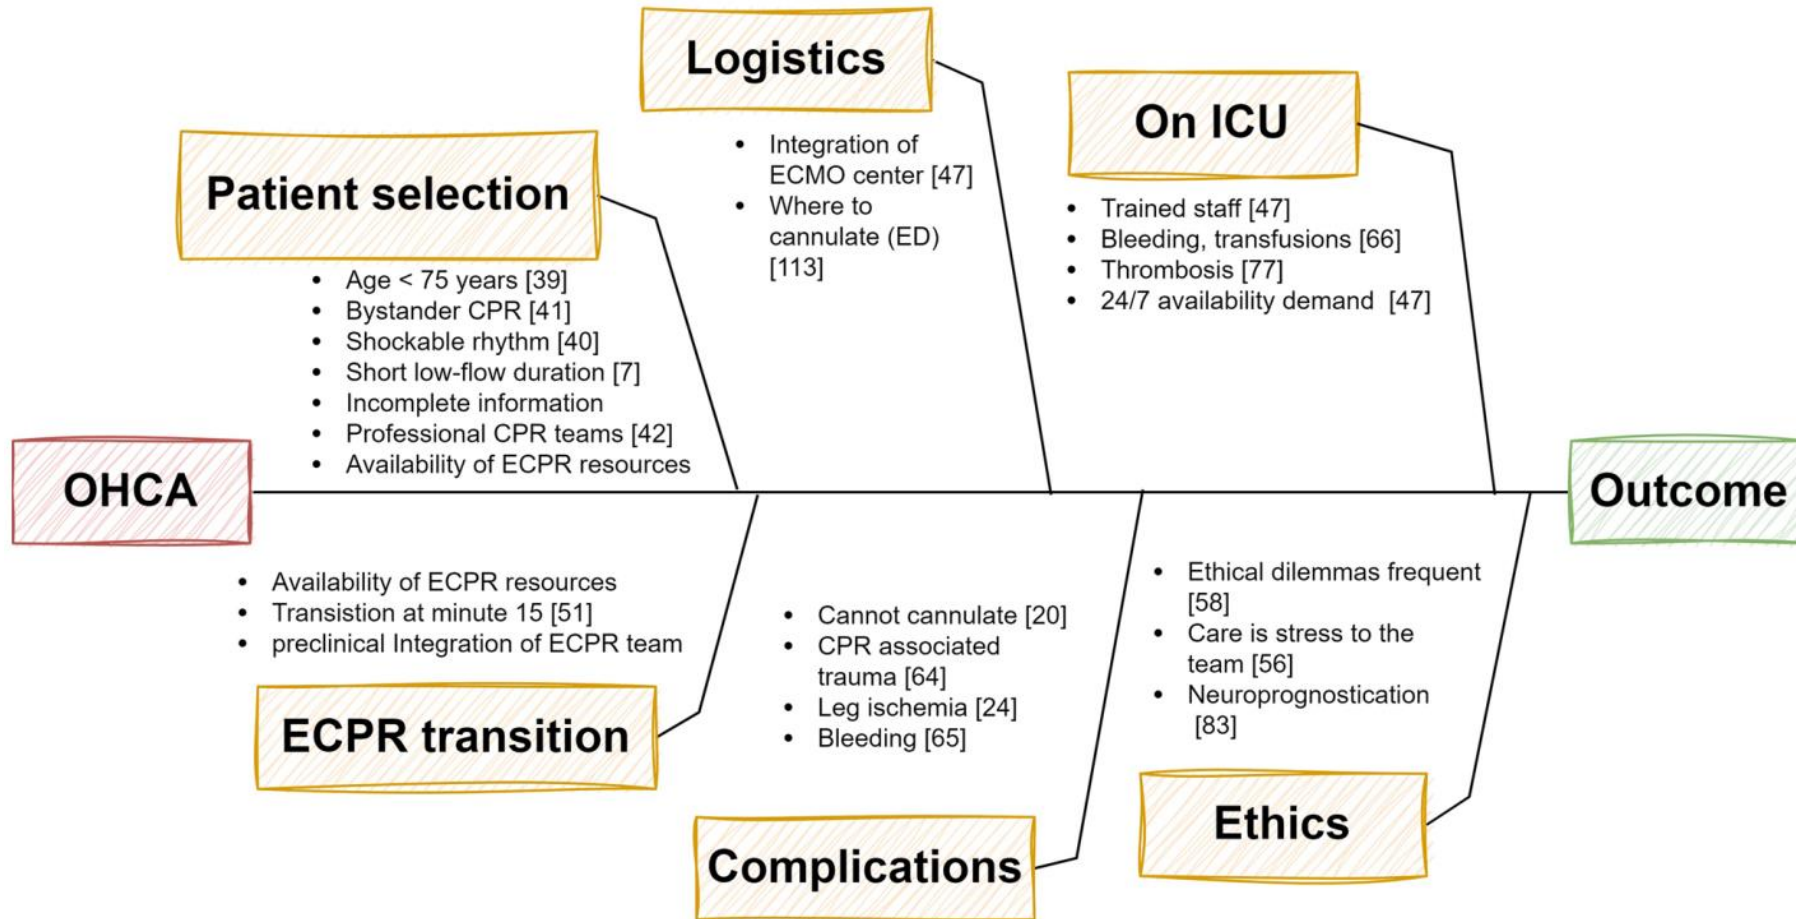 Logistics
• Integration of
ECMO center [47]
• Where to
cannulate (ED)
[113]
On ICU
• Trained staff [47]
• Bleeding, transfusions [66]
• Thrombosis [77]
• 24/7 availability demand [47]
Patient selection
• Age < 75 years [39]
• Bystander CPR [41]
• Shockable rhythm [40]
• Short low-flow duration [7]
• Incomplete information
• Professional CPR teams [42]
• Availability of ECPR resources
OHCA
Outcome
• Availability of ECPR resources
• Transistion at minute 15 [51]
• preclinical Integration of ECPR team
ECPR transition
• Cannot cannulate [20]
• CPR associated
trauma [64]
• Leg ischemia [24]
• Bleeding [65]
Complications
• Ethical dilemmas frequent
[58]
• Care is stress to the
team [56]
• Neuroprognostication
[83]
Ethics